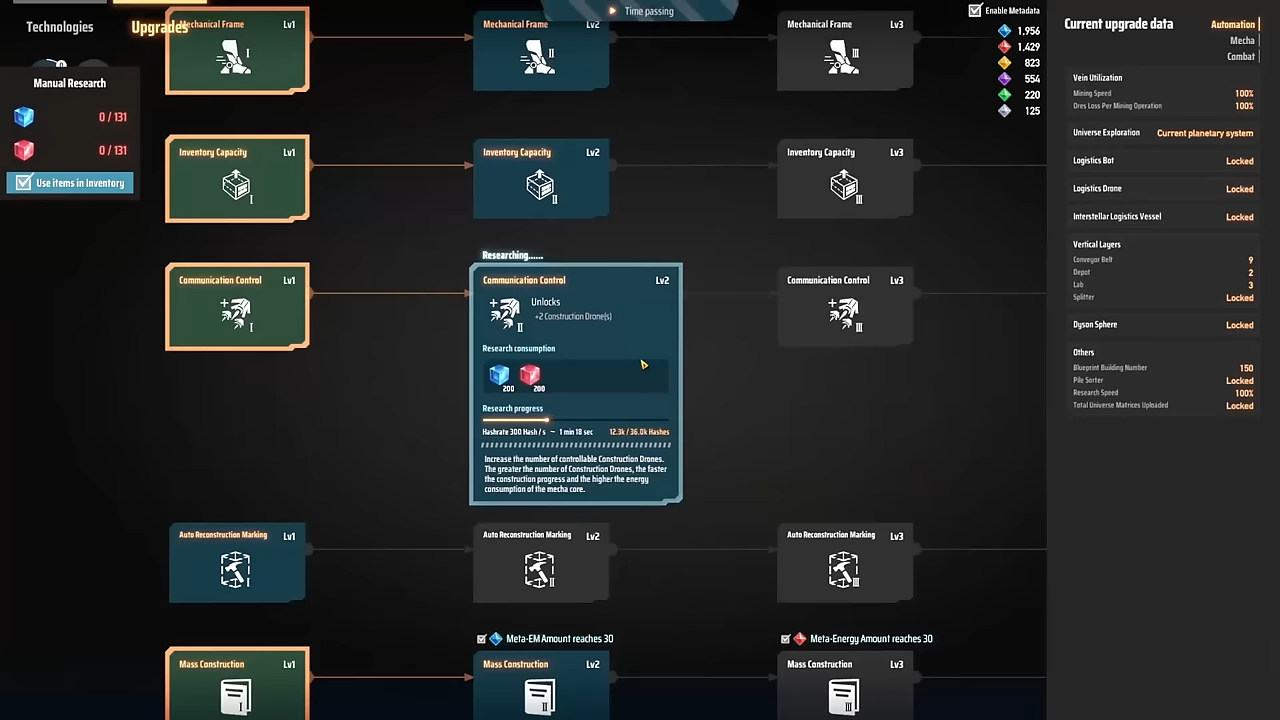 Time passing
Technologies
Upgrades
Manual Research
0 / 131
0 / 131
Use items in Inventory
Mechanical Frame Lv1
I
Mechanical Frame Lv2
II
Mechanical Frame Lv3
III
Inventory Capacity Lv1
I
Inventory Capacity Lv2
II
Inventory Capacity Lv3
III
Communication Control Lv1
I
Researching......
Communication Control Lv2
II
Unlocks
+2 Construction Drone(s)
Research consumption
200 200
Research progress
Hashrate 300 Hash / s ~ 1 min 18 sec 12.3k / 36.0k Hashes
Increase the number of controllable Construction Drones.
The greater the number of Construction Drones, the faster
the construction progress and the higher the energy
consumption of the mecha core.
Communication Control Lv3
III
Auto Reconstruction Marking Lv1
I
Auto Reconstruction Marking Lv2
II
Auto Reconstruction Marking Lv3
III
Meta-EM Amount reaches 30
Meta-Energy Amount reaches 30
Mass Construction Lv1
I
Mass Construction Lv2
II
Mass Construction Lv3
III
Enable Metadata
1,956
1,429
823
554
220
125
Current upgrade data
Automation
Mecha
Combat
Vein Utilization
Mining Speed 100%
Ores Loss Per Mining Operation 100%
Universe Exploration Current planetary system
Logistics Bot Locked
Logistics Drone Locked
Interstellar Logistics Vessel Locked
Vertical Layers
Conveyor Belt 9
Depot 2
Lab 3
Splitter Locked
Dyson Sphere Locked
Others
Blueprint Building Number 150
Pile Sorter Locked
Research Speed 100%
Total Universe Matrices Uploaded Locked